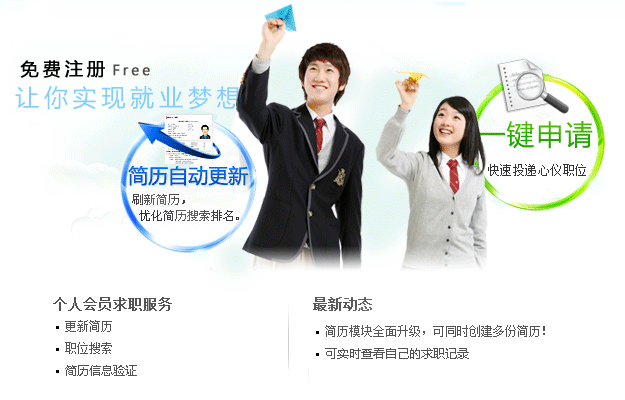 免费注册 Free
让你实现就业梦想
简历自动更新
刷新简历，
优化简历搜索排名。
一键申请
快速投递心仪职位
个人会员求职服务
更新简历
职位搜索
简历信息验证
最新动态
简历模块全面升级，可同时创建多份简历！
可实时查看自己的求职记录